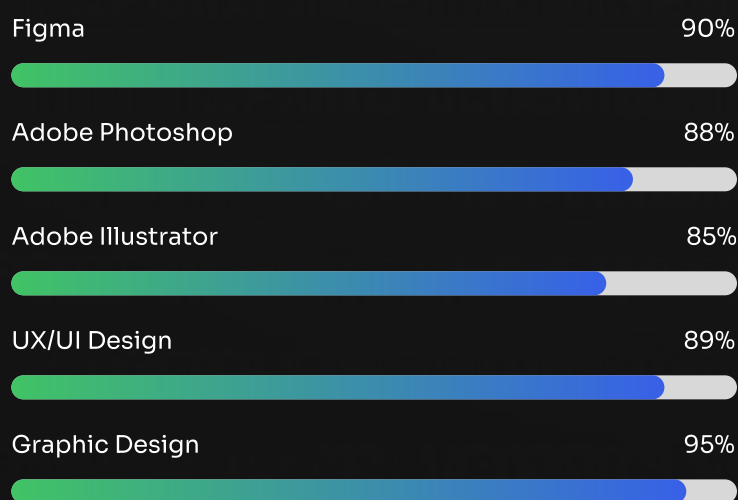 Figma 90%
Adobe Photoshop 88%
Adobe Illustrator 85%
UX/UI Design 89%
Graphic Design 95%